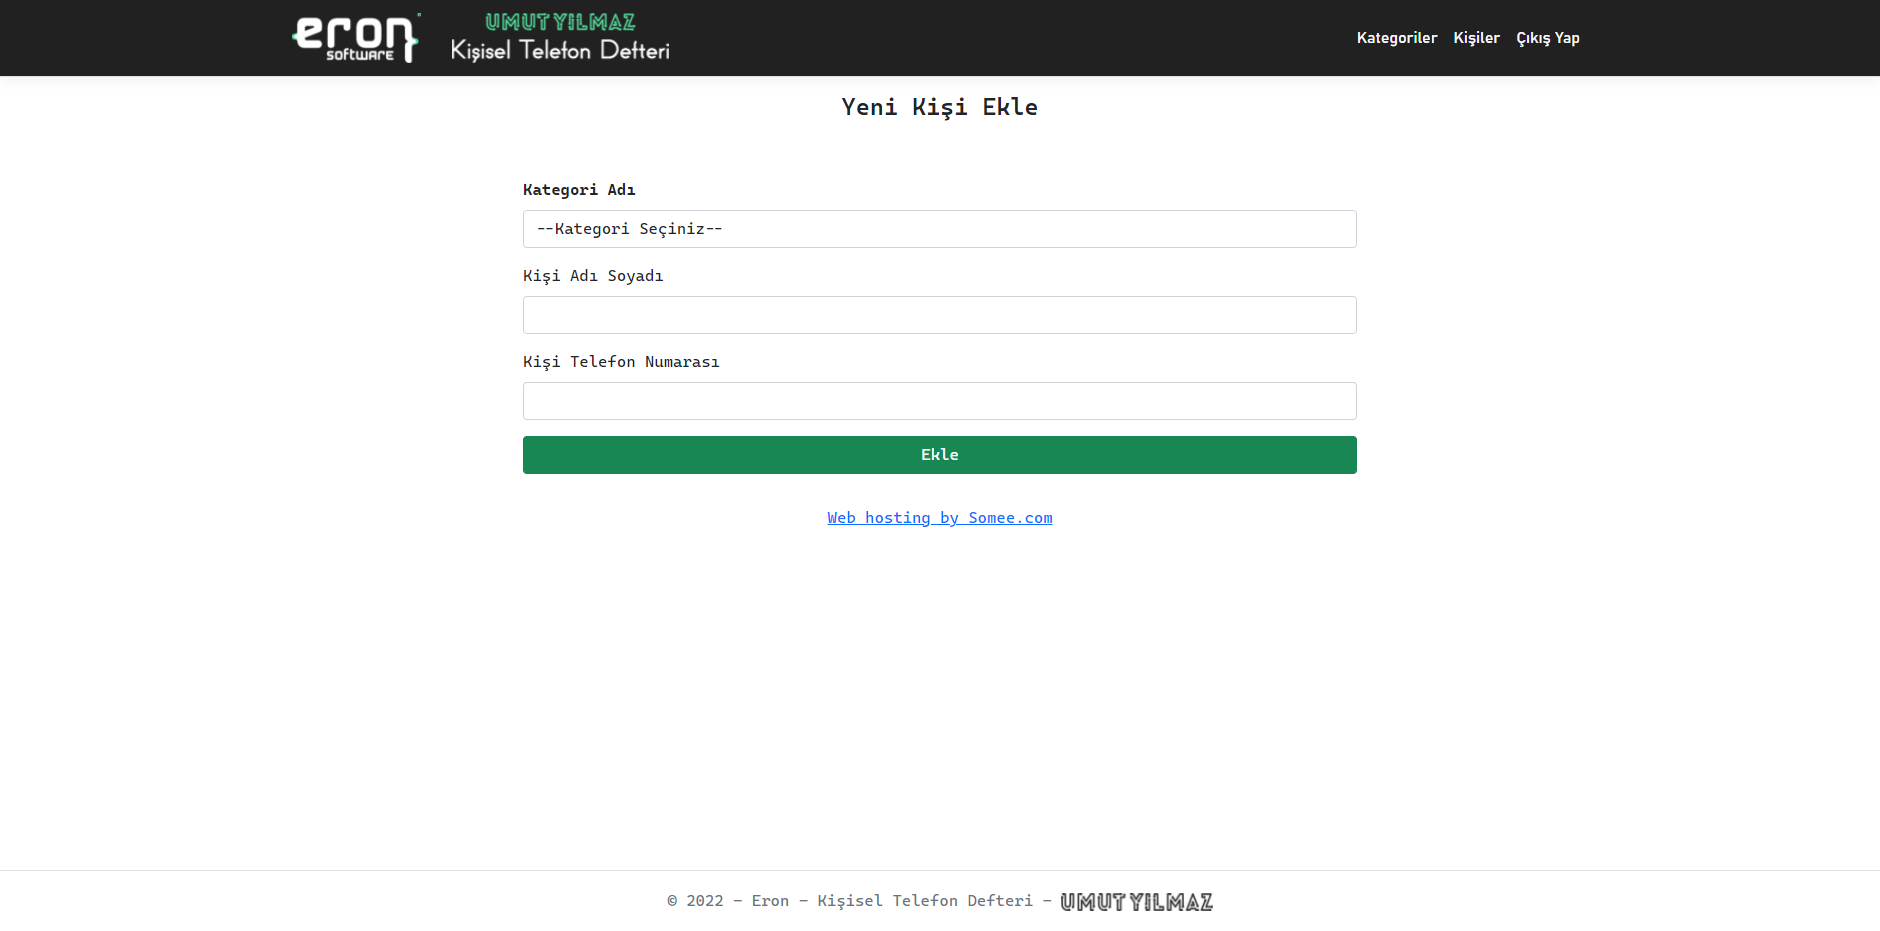 eron
software
UMUT YILMAZ
Kişisel Telefon Defteri
Kategoriler Kişiler Çıkış Yap
Yeni Kişi Ekle
Kategori Adı
--Kategori Seçiniz--
Kişi Adı Soyadı
Kişi Telefon Numarası
Ekle
Web hosting by Somee.com
© 2022 - Eron - Kişisel Telefon Defteri - UMUT YILMAZ